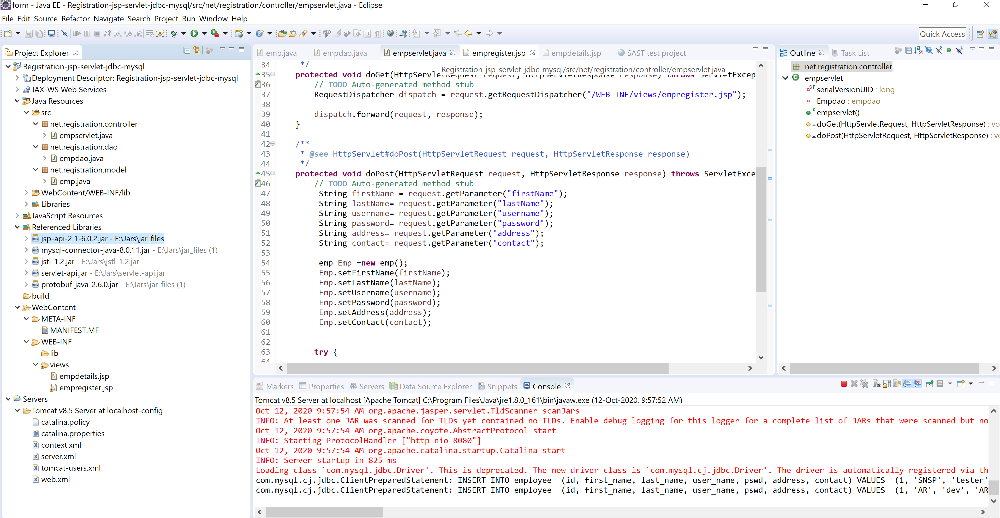 form - Java EE - Registration-jsp-servlet-jdbc-mysql/src/net/registration/controller/empservlet.java - Eclipse
File Edit Source Refactor Navigate Search Project Run Window Help
Quick Access
Project Explorer
Registration-jsp-servlet-jdbc-mysql
Deployment Descriptor: Registration-jsp-servlet-jdbc-mysql
JAX-WS Web Services
Java Resources
src
net.registration.controller
empservlet.java
net.registration.dao
empdao.java
net.registration.model
emp.java
WebContent/WEB-INF/lib
Libraries
JavaScript Resources
Referenced Libraries
jsp-api-2.1-6.0.2.jar - E:\Jars\jar_files
mysql-connector-java-8.0.11.jar - E:\Jars\jar_files (1)
jstl-1.2.jar - E:\Jars\jstl-1.2.jar
servlet-api.jar - E:\Jars\servlet-api.jar
protobuf-java-2.6.0.jar - E:\Jars\jar_files (1)
build
WebContent
META-INF
MANIFEST.MF
WEB-INF
lib
views
empdetails.jsp
empregister.jsp
Servers
Tomcat v8.5 Server at localhost-config
catalina.policy
catalina.properties
context.xml
server.xml
tomcat-users.xml
web.xml
emp.java empdao.java empservlet.java empregister.jsp empdetails.jsp SAST test project
Registration-jsp-servlet-jdbc-mysql/src/net/registration/controller/empservlet.java
34 */
35 protected void doGet(HttpServletRequest request, HttpServletResponse response) throws ServletExcep
36 // TODO Auto-generated method stub
37 RequestDispatcher dispatch = request.getRequestDispatcher("/WEB-INF/views/empregister.jsp");
38
39 dispatch.forward(request, response);
40 }
41
42 /**
43 * @see HttpServlet#doPost(HttpServletRequest request, HttpServletResponse response)
44 */
45 protected void doPost(HttpServletRequest request, HttpServletResponse response) throws ServletExce
46 // TODO Auto-generated method stub
47 String firstName = request.getParameter("firstName");
48 String lastName= request.getParameter("lastName");
49 String username= request.getParameter("username");
50 String password= request.getParameter("password");
51 String address= request.getParameter("address");
52 String contact= request.getParameter("contact");
53
54 emp Emp =new emp();
55 Emp.setFirstName(firstName);
56 Emp.setLastName(lastName);
57 Emp.setUsername(username);
58 Emp.setPassword(password);
59 Emp.setAddress(address);
60 Emp.setContact(contact);
61
62
63 try {
64
Outline Task List
net.registration.controller
empservlet
serialVersionUID : long
Empdao : empdao
empservlet()
doGet(HttpServletRequest, HttpServletResponse) : vo
doPost(HttpServletRequest, HttpServletResponse) : vo
Markers Properties Servers Data Source Explorer Snippets Console
Tomcat v8.5 Server at localhost [Apache Tomcat] C:\Program Files\Java\jre1.8.0_161\bin\javaw.exe (12-Oct-2020, 9:57:52 AM)
Oct 12, 2020 9:57:54 AM org.apache.jasper.servlet.TldScanner scanJars
INFO: At least one JAR was scanned for TLDs yet contained no TLDs. Enable debug logging for this logger for a complete list of JARs that were scanned but no
Oct 12, 2020 9:57:54 AM org.apache.coyote.AbstractProtocol start
INFO: Starting ProtocolHandler ["http-nio-8080"]
Oct 12, 2020 9:57:54 AM org.apache.catalina.startup.Catalina start
INFO: Server startup in 825 ms
Loading class `com.mysql.jdbc.Driver'. This is deprecated. The new driver class is `com.mysql.cj.jdbc.Driver'. The driver is automatically registered via th
com.mysql.cj.jdbc.ClientPreparedStatement: INSERT INTO employee  (id, first_name, last_name, user_name, pswd, address, contact) VALUES  (1, 'SNSP', 'tester'
com.mysql.cj.jdbc.ClientPreparedStatement: INSERT INTO employee  (id, first_name, last_name, user_name, pswd, address, contact) VALUES  (1, 'AR', 'dev', 'AR